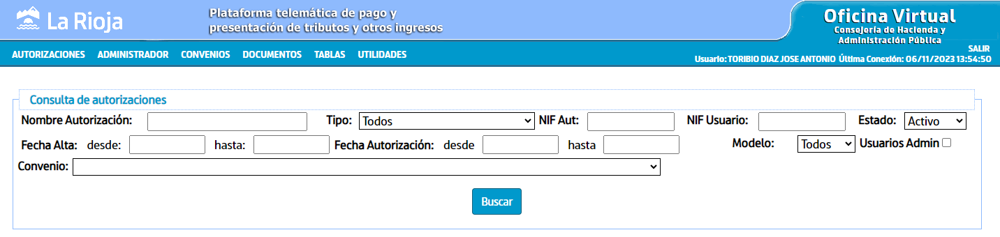 La Rioja
Plataforma telemática de pago y
presentación de tributos y otros ingresos
Oficina Virtual
Consejería de Hacienda y
Administración Pública
AUTORIZACIONES ADMINISTRADOR CONVENIOS DOCUMENTOS TABLAS UTILIDADES
SALIR
Usuario: TORIBIO DIAZ JOSE ANTONIO Última Conexión: 06/11/2023 13:54:50
Consulta de autorizaciones
Nombre Autorización: Tipo: Todos NIF Aut: NIF Usuario: Estado: Activo
Fecha Alta: desde: hasta: Fecha Autorización: desde hasta Modelo: Todos Usuarios Admin
Convenio:
Buscar